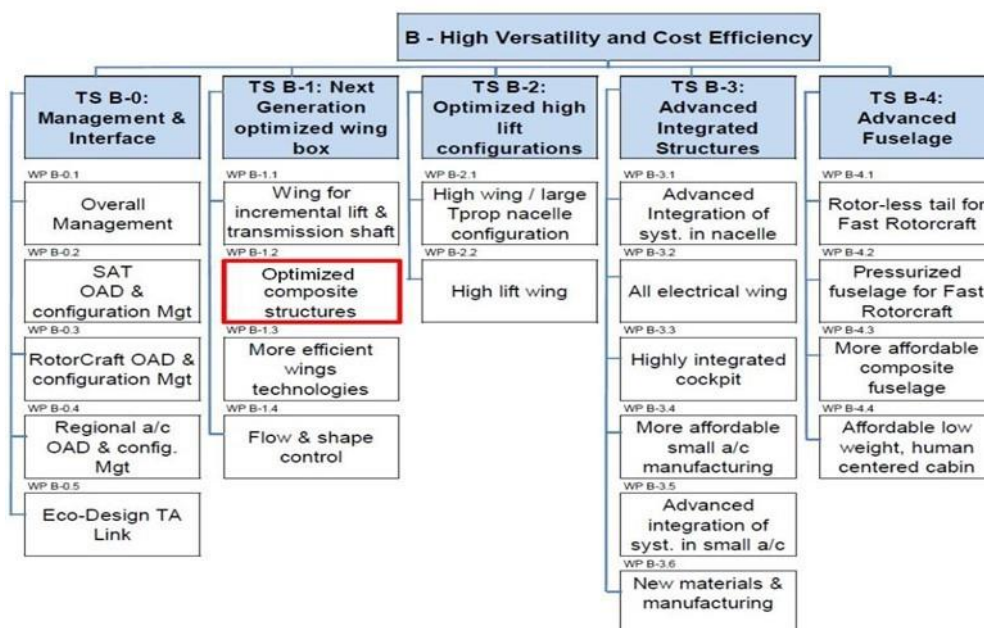 B - High Versatility and Cost Efficiency
TS B-0:
Management &
Interface
WP B-0.1
Overall
Management
WP B-0.2
SAT
OAD &
configuration Mgt
WP B-0.3
RotorCraft OAD &
configuration Mgt
WP B-0.4
Regional a/c
OAD & config.
Mgt
WP B-0.5
Eco-Design TA
Link
TS B-1: Next
Generation
optimized wing
box
WP B-1.1
Wing for
incremental lift &
transmission shaft
WP B-1.2
Optimized
composite
structures
WP B-1.3
More efficient
wings
technologies
WP B-1.4
Flow & shape
control
TS B-2:
Optimized high
lift
configurations
WP B-2.1
High wing / large
Tprop nacelle
configuration
WP B-2.2
High lift wing
TS B-3:
Advanced
Integrated
Structures
WP B-3.1
Advanced
Integration of
syst. in nacelle
WP B-3.2
All electrical wing
WP B-3.3
Highly integrated
cockpit
WP B-3.4
More affordable
small a/c
manufacturing
WP B-3.5
Advanced
integration of
syst. in small a/c
WP B-3.6
New materials &
manufacturing
TS B-4:
Advanced
Fuselage
WP B-4.1
Rotor-less tail for
Fast Rotorcraft
WP B-4.2
Pressurized
fuselage for Fast
Rotorcraft
WP B-4.3
More affordable
composite
fuselage
WP B-4.4
Affordable low
weight, human
centered cabin